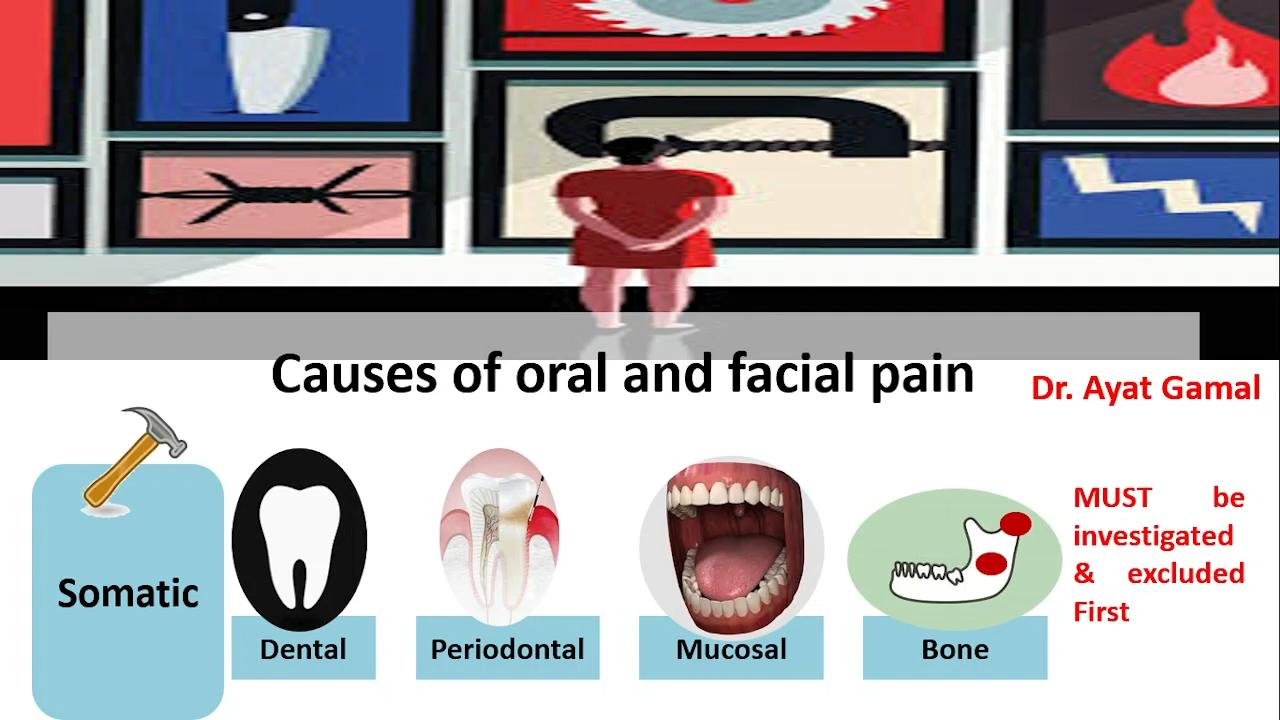 Causes of oral and facial pain
Dr. Ayat Gamal
Somatic
Dental
Periodontal
Mucosal
Bone
MUST be
investigated
& excluded
First